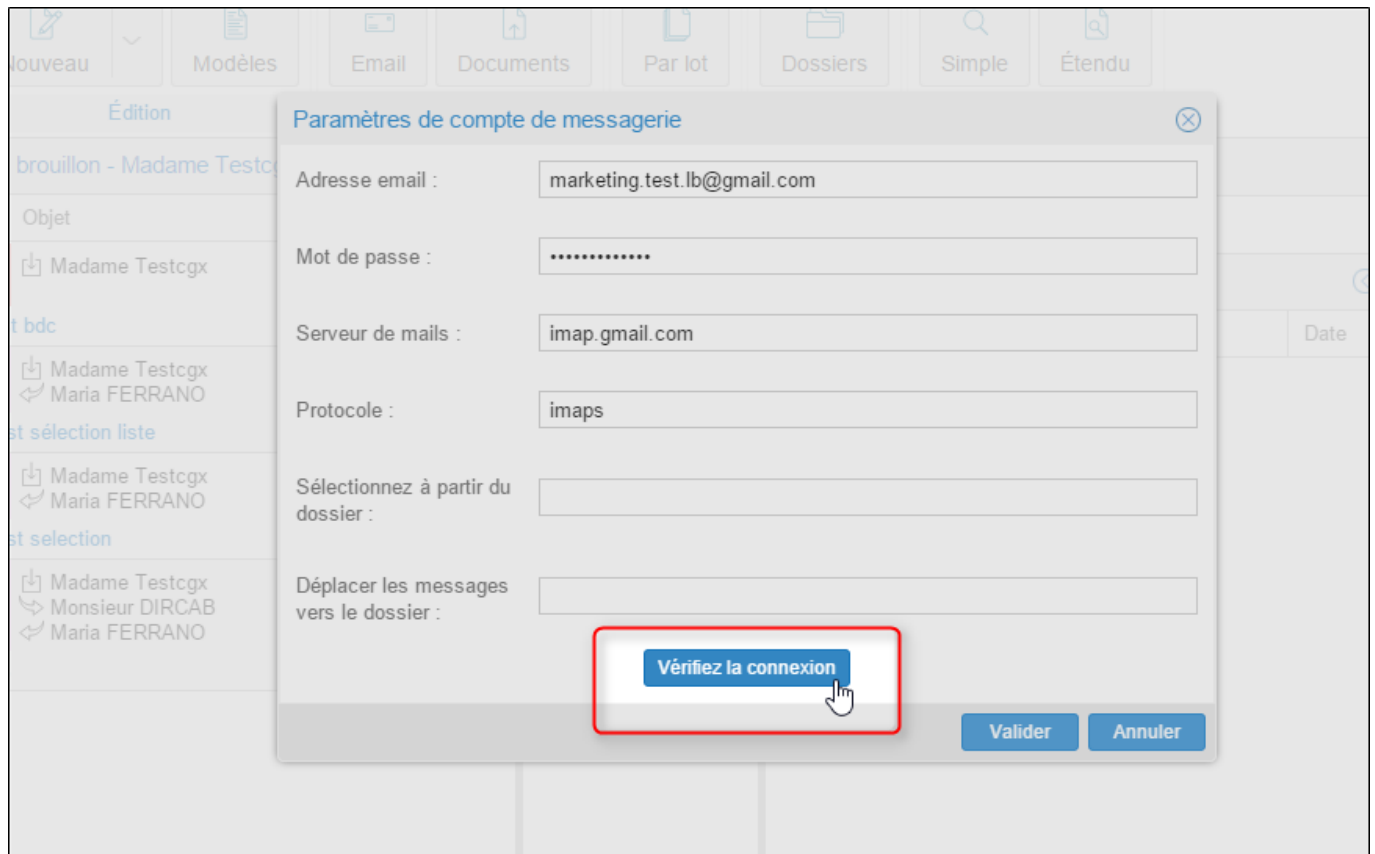 Nouveau
Modèles
Email
Documents
Par lot
Dossiers
Simple
Étendu
Édition
brouillon - Madame Testcg
Objet
Madame Testcgx
t bdc
Madame Testcgx
Maria FERRANO
st sélection liste
Madame Testcgx
Maria FERRANO
st selection
Madame Testcgx
Monsieur DIRCAB
Maria FERRANO
Paramètres de compte de messagerie
Adresse email :
marketing.test.lb@gmail.com
Mot de passe :
•••••••••••••
Serveur de mails :
imap.gmail.com
Protocole :
imaps
Sélectionnez à partir du
dossier :
Déplacer les messages
vers le dossier :
Vérifiez la connexion
Valider
Annuler
Date